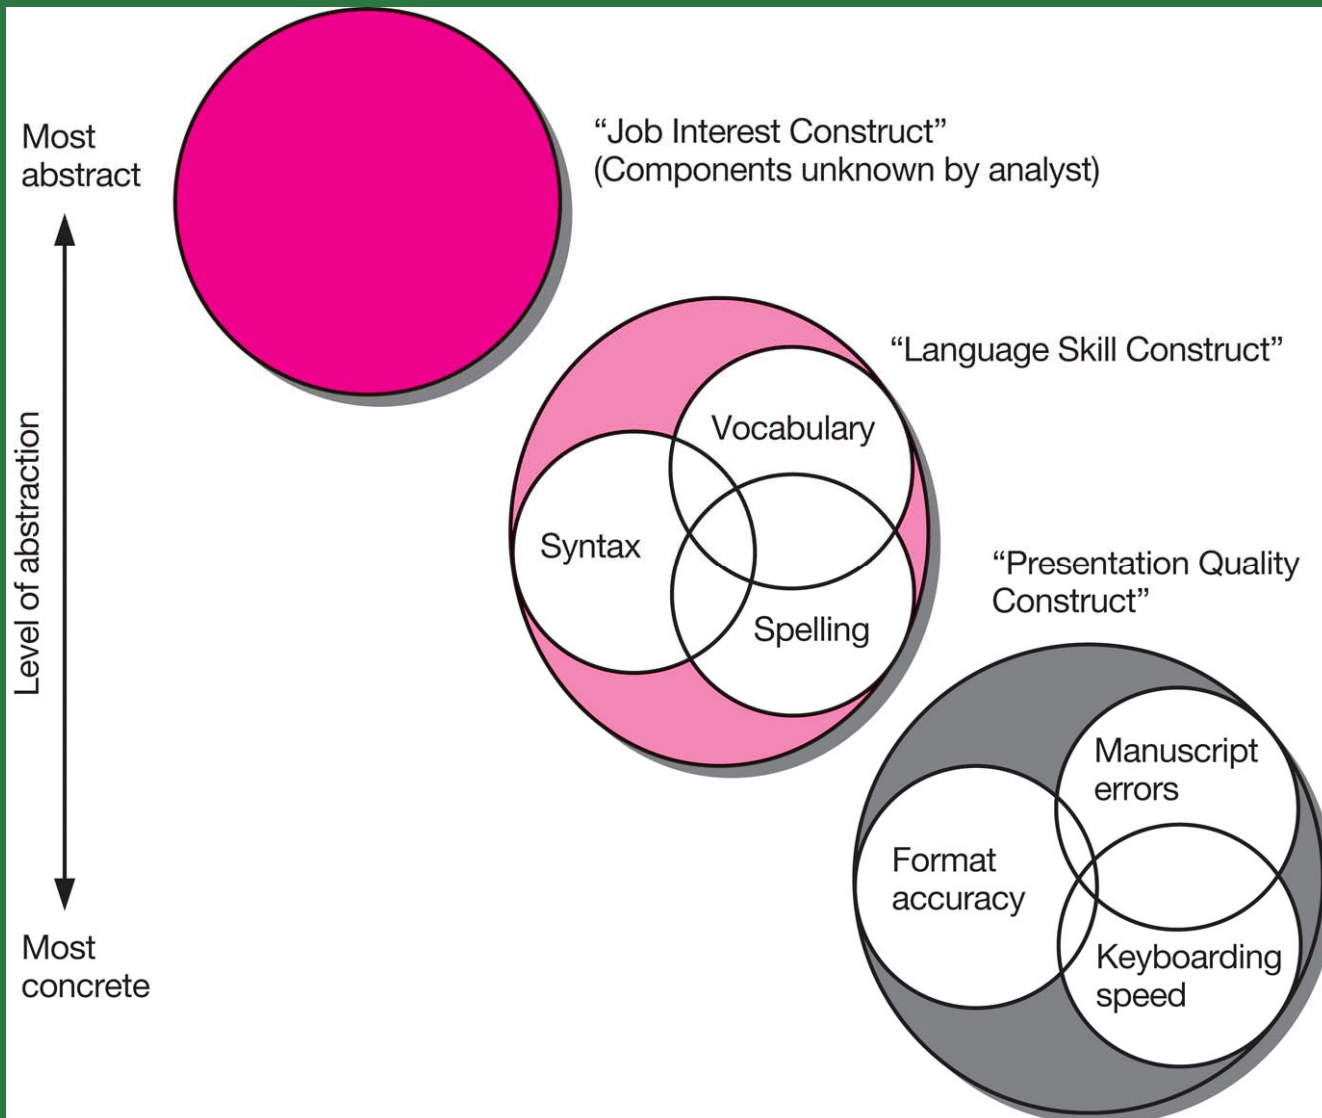 Most
abstract
“Job Interest Construct”
(Components unknown by analyst)
“Language Skill Construct”
Vocabulary
Syntax
Spelling
Level of abstraction
“Presentation Quality
Construct”
Manuscript
errors
Format
accuracy
Keyboarding
speed
Most
concrete